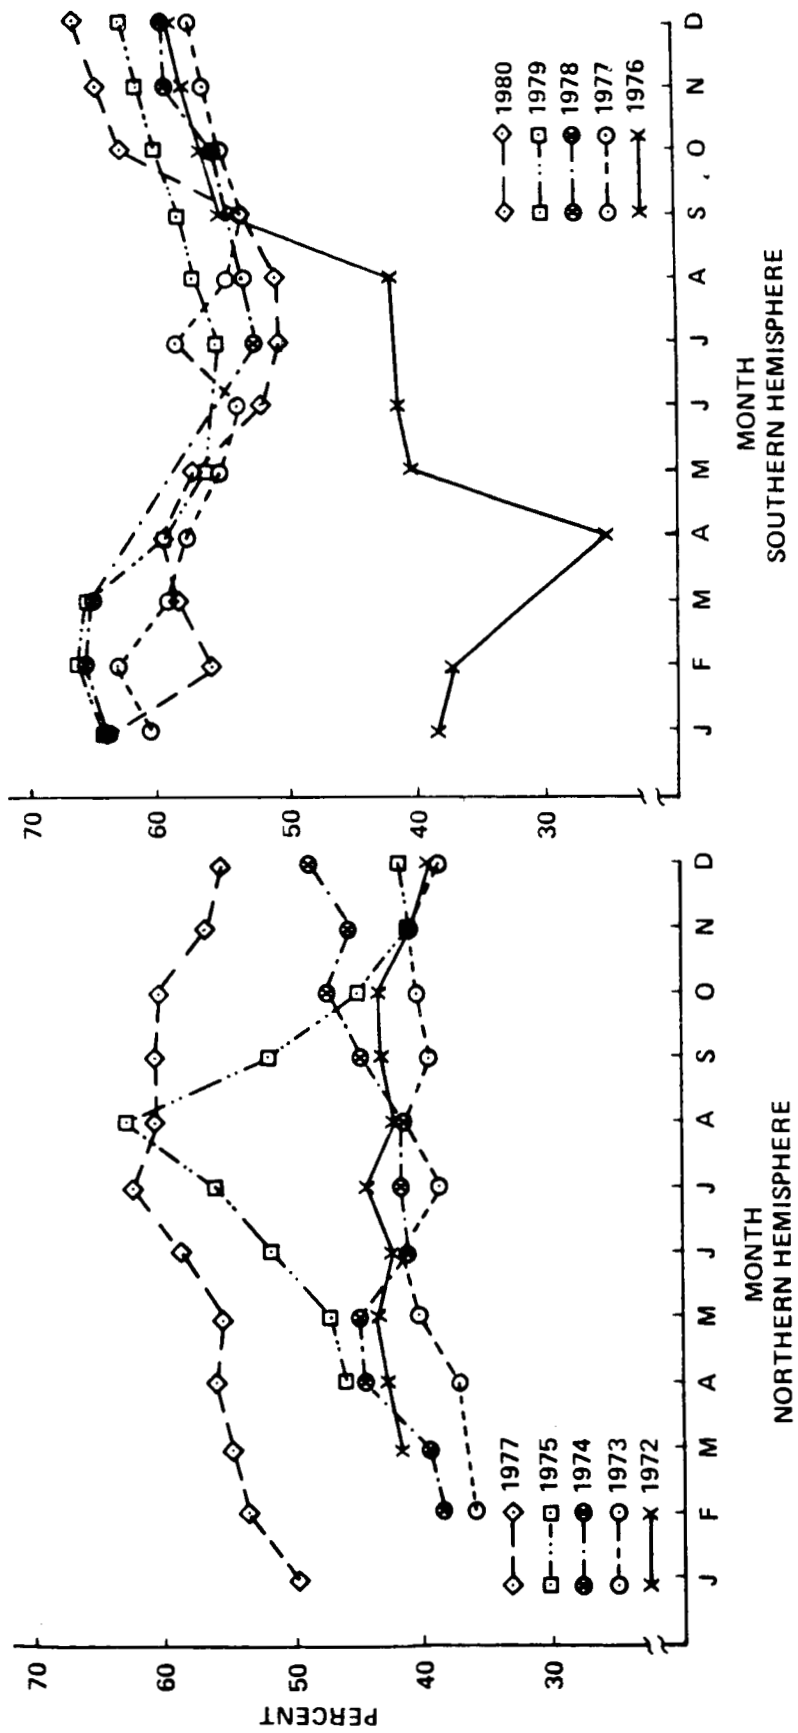 PERCENT
70
60
50
40
30
1977
1975
1974
1973
1972
J F M A M J J A S O N D
MONTH
NORTHERN HEMISPHERE
70
60
50
40
30
1980
1979
1978
1977
1976
J F M A M J J A S O N D
MONTH
SOUTHERN HEMISPHERE